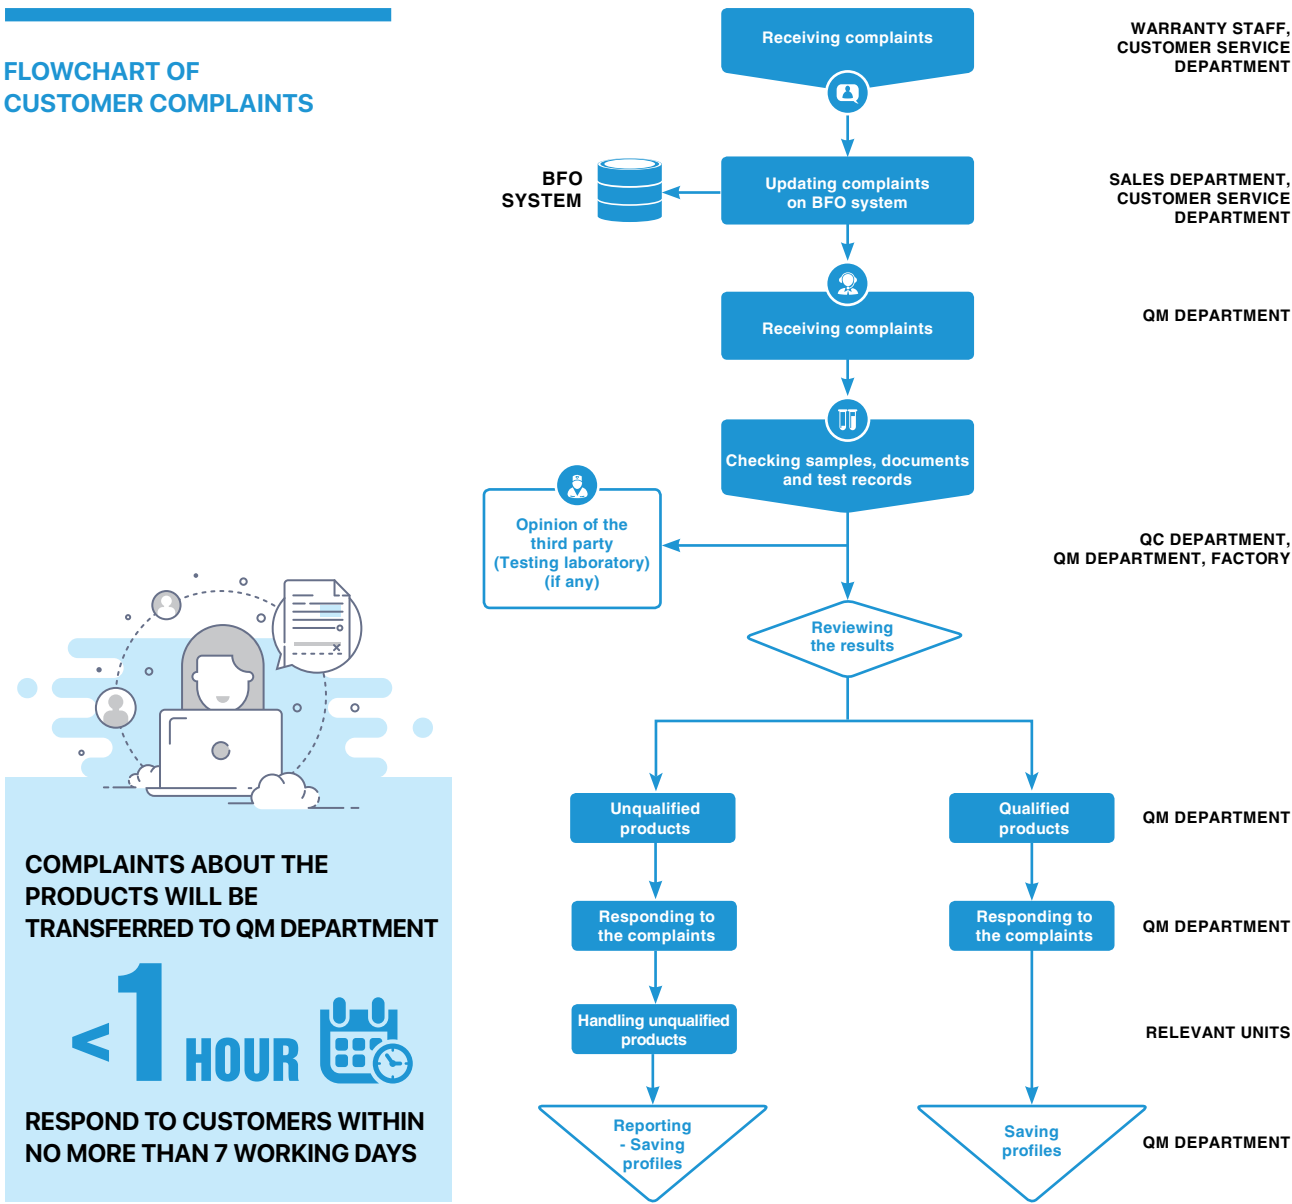 FLOWCHART OF
CUSTOMER COMPLAINTS
Receiving complaints
WARRANTY STAFF,
CUSTOMER SERVICE
DEPARTMENT
BFO
SYSTEM
Updating complaints
on BFO system
SALES DEPARTMENT,
CUSTOMER SERVICE
DEPARTMENT
Receiving complaints
QM DEPARTMENT
Checking samples, documents
and test records
Opinion of the
third party
(Testing laboratory)
(if any)
QC DEPARTMENT,
QM DEPARTMENT, FACTORY
Reviewing
the results
Unqualified
products
Qualified
products
QM DEPARTMENT
Responding to
the complaints
Responding to
the complaints
QM DEPARTMENT
Handling unqualified
products
RELEVANT UNITS
Reporting
- Saving
profiles
Saving
profiles
QM DEPARTMENT
COMPLAINTS ABOUT THE
PRODUCTS WILL BE
TRANSFERRED TO QM DEPARTMENT
<1 HOUR
RESPOND TO CUSTOMERS WITHIN
NO MORE THAN 7 WORKING DAYS